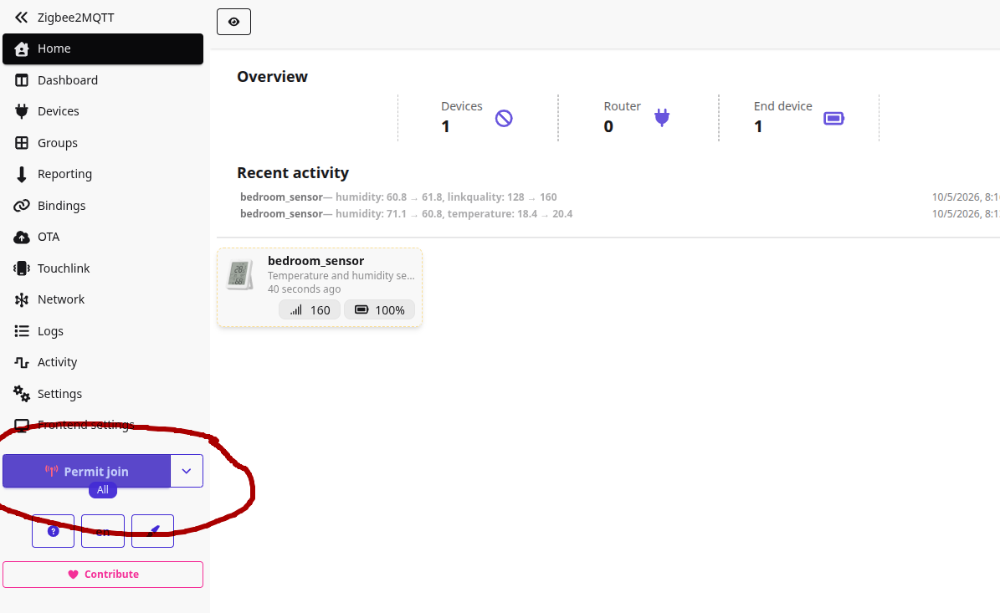 Zigbee2MQTT
Home
Dashboard
Devices
Groups
Reporting
Bindings
OTA
Touchlink
Network
Logs
Activity
Settings
Frontend settings
Permit join
All
en
Contribute
Overview
Devices
1
Router
0
End device
1
Recent activity
bedroom_sensor— humidity: 60.8 → 61.8, linkquality: 128 → 160 10/5/2026, 8:1
bedroom_sensor— humidity: 71.1 → 60.8, temperature: 18.4 → 20.4 10/5/2026, 8:1
bedroom_sensor
Temperature and humidity se...
40 seconds ago
160 100%